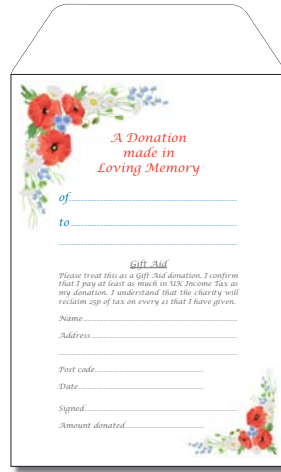 A Donation
made in
Loving Memory
of
to
Gift Aid
Please treat this as a Gift Aid donation. I confirm
that I pay at least as much in UK Income Tax as
my donation. I understand that the charity will
reclaim 25p of tax on every £1 that I have given.
Name
Address
Post code
Date
Signed
Amount donated